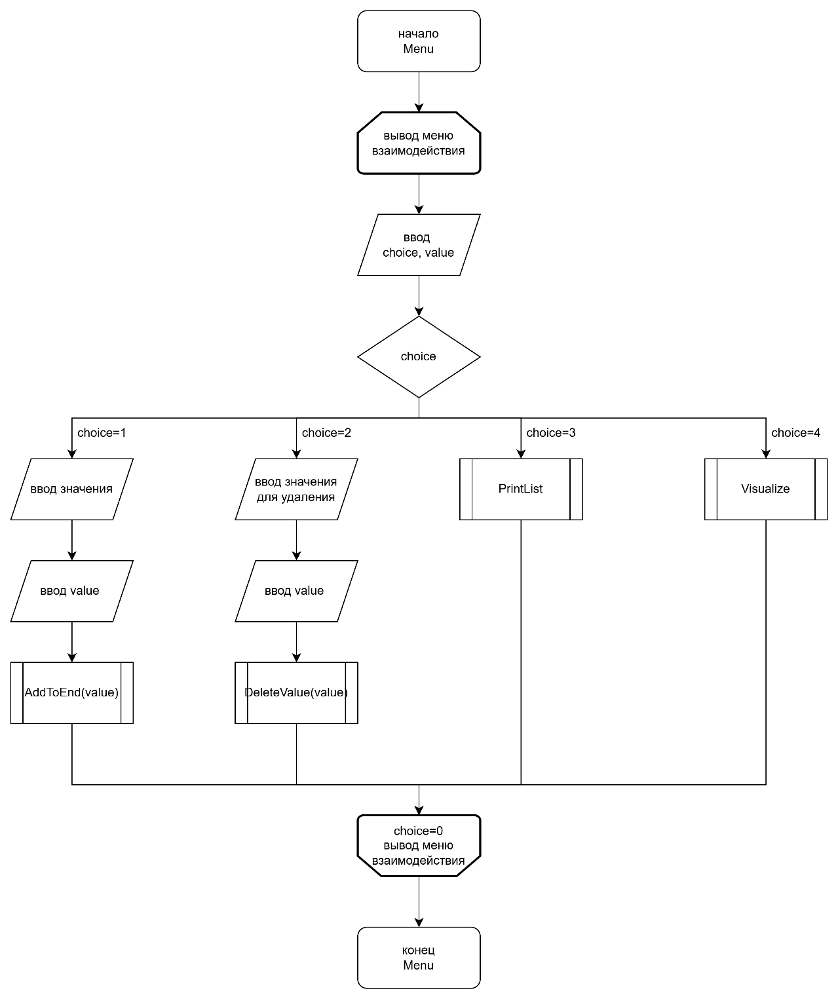 начало
Menu
вывод меню
взаимодействия
ввод
choice, value
choice
choice=1
choice=2
choice=3
choice=4
ввод значения
ввод значения
для удаления
PrintList
Visualize
ввод value
ввод value
AddToEnd(value)
DeleteValue(value)
choice=0
вывод меню
взаимодействия
конец
Menu